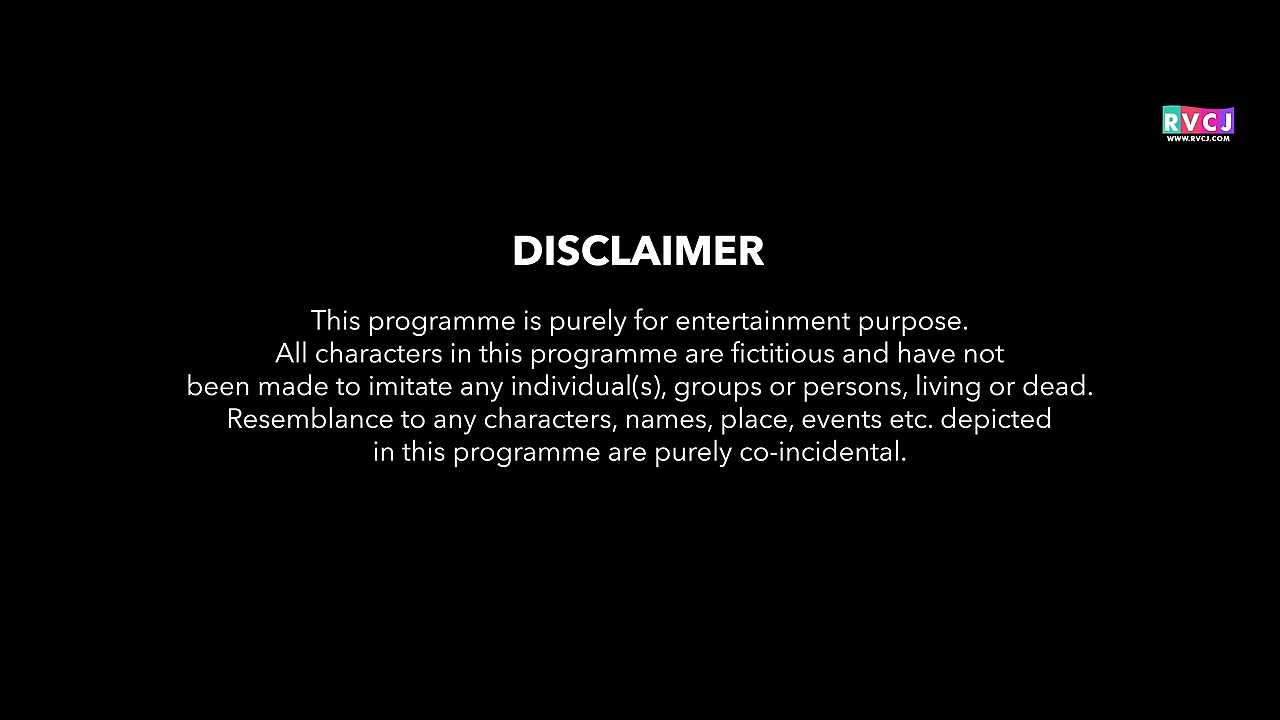 RVCJ
WWW.RVCJ.COM
DISCLAIMER
This programme is purely for entertainment purpose.
All characters in this programme are fictitious and have not
been made to imitate any individual(s), groups or persons, living or dead.
Resemblance to any characters, names, place, events etc. depicted
in this programme are purely co-incidental.